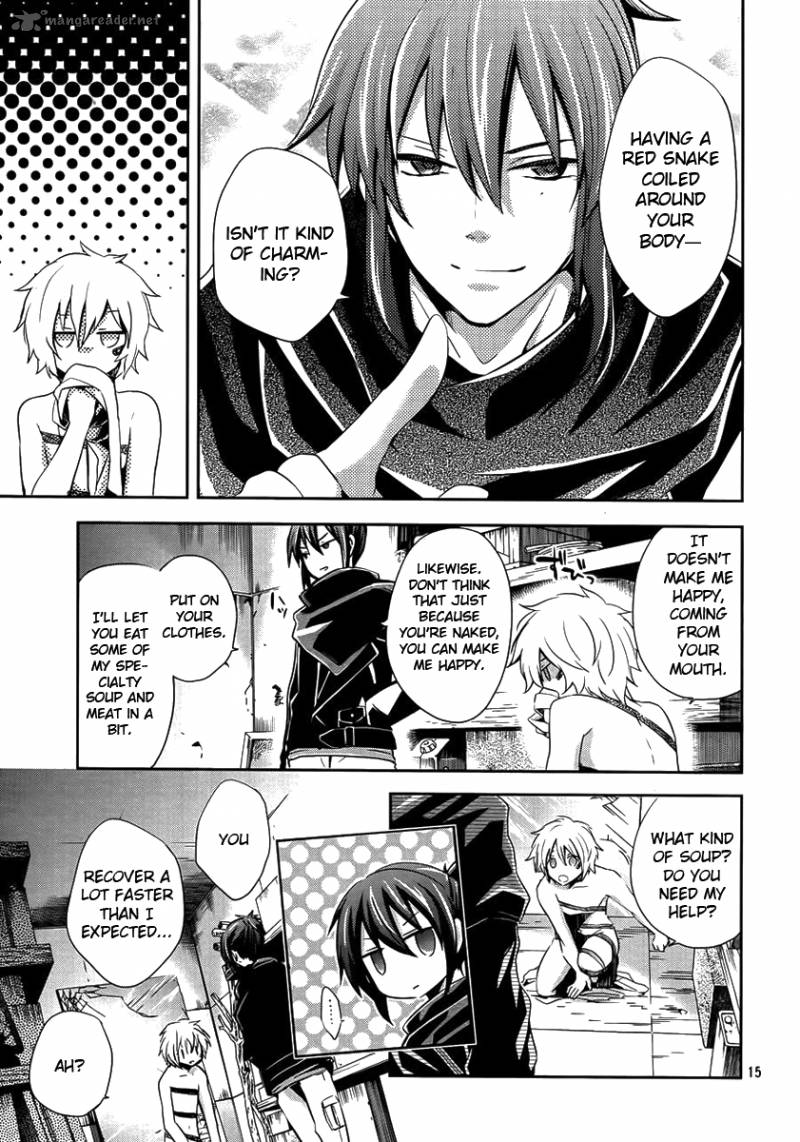 mangareader.net
HAVING A
RED SNAKE
COILED
AROUND
YOUR
BODY—
ISN'T IT KIND
OF CHARM-
ING?
IT
DOESN'T
MAKE ME
HAPPY,
COMING
FROM
YOUR
MOUTH.
LIKEWISE.
DON'T THINK
THAT JUST
BECAUSE
YOU'RE NAKED,
YOU CAN MAKE
ME HAPPY.
PUT ON
YOUR
CLOTHES.
I'LL LET
YOU EAT
SOME OF
MY SPE-
CIALTY
SOUP AND
MEAT IN A
BIT.
WHAT KIND
OF SOUP?
DO YOU
NEED MY
HELP?
......
YOU
RECOVER A
LOT FASTER
THAN I
EXPECTED...
AH?
15